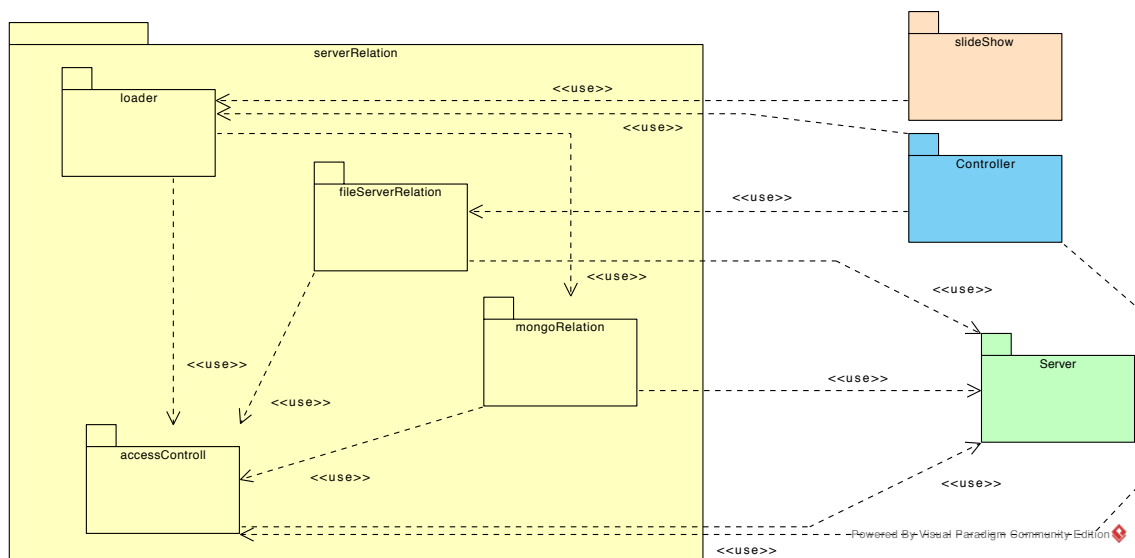 slideShow
serverRelation
<<use>>
loader
<<use>>
Controller
fileServerRelation
<<use>>
<<use>>
<<use>>
mongoRelation
Server
<<use>>
<<use>>
<<use>>
accessControll
<<use>>
<<use>>
Powered By Visual Paradigm Community Edition
<<use>>